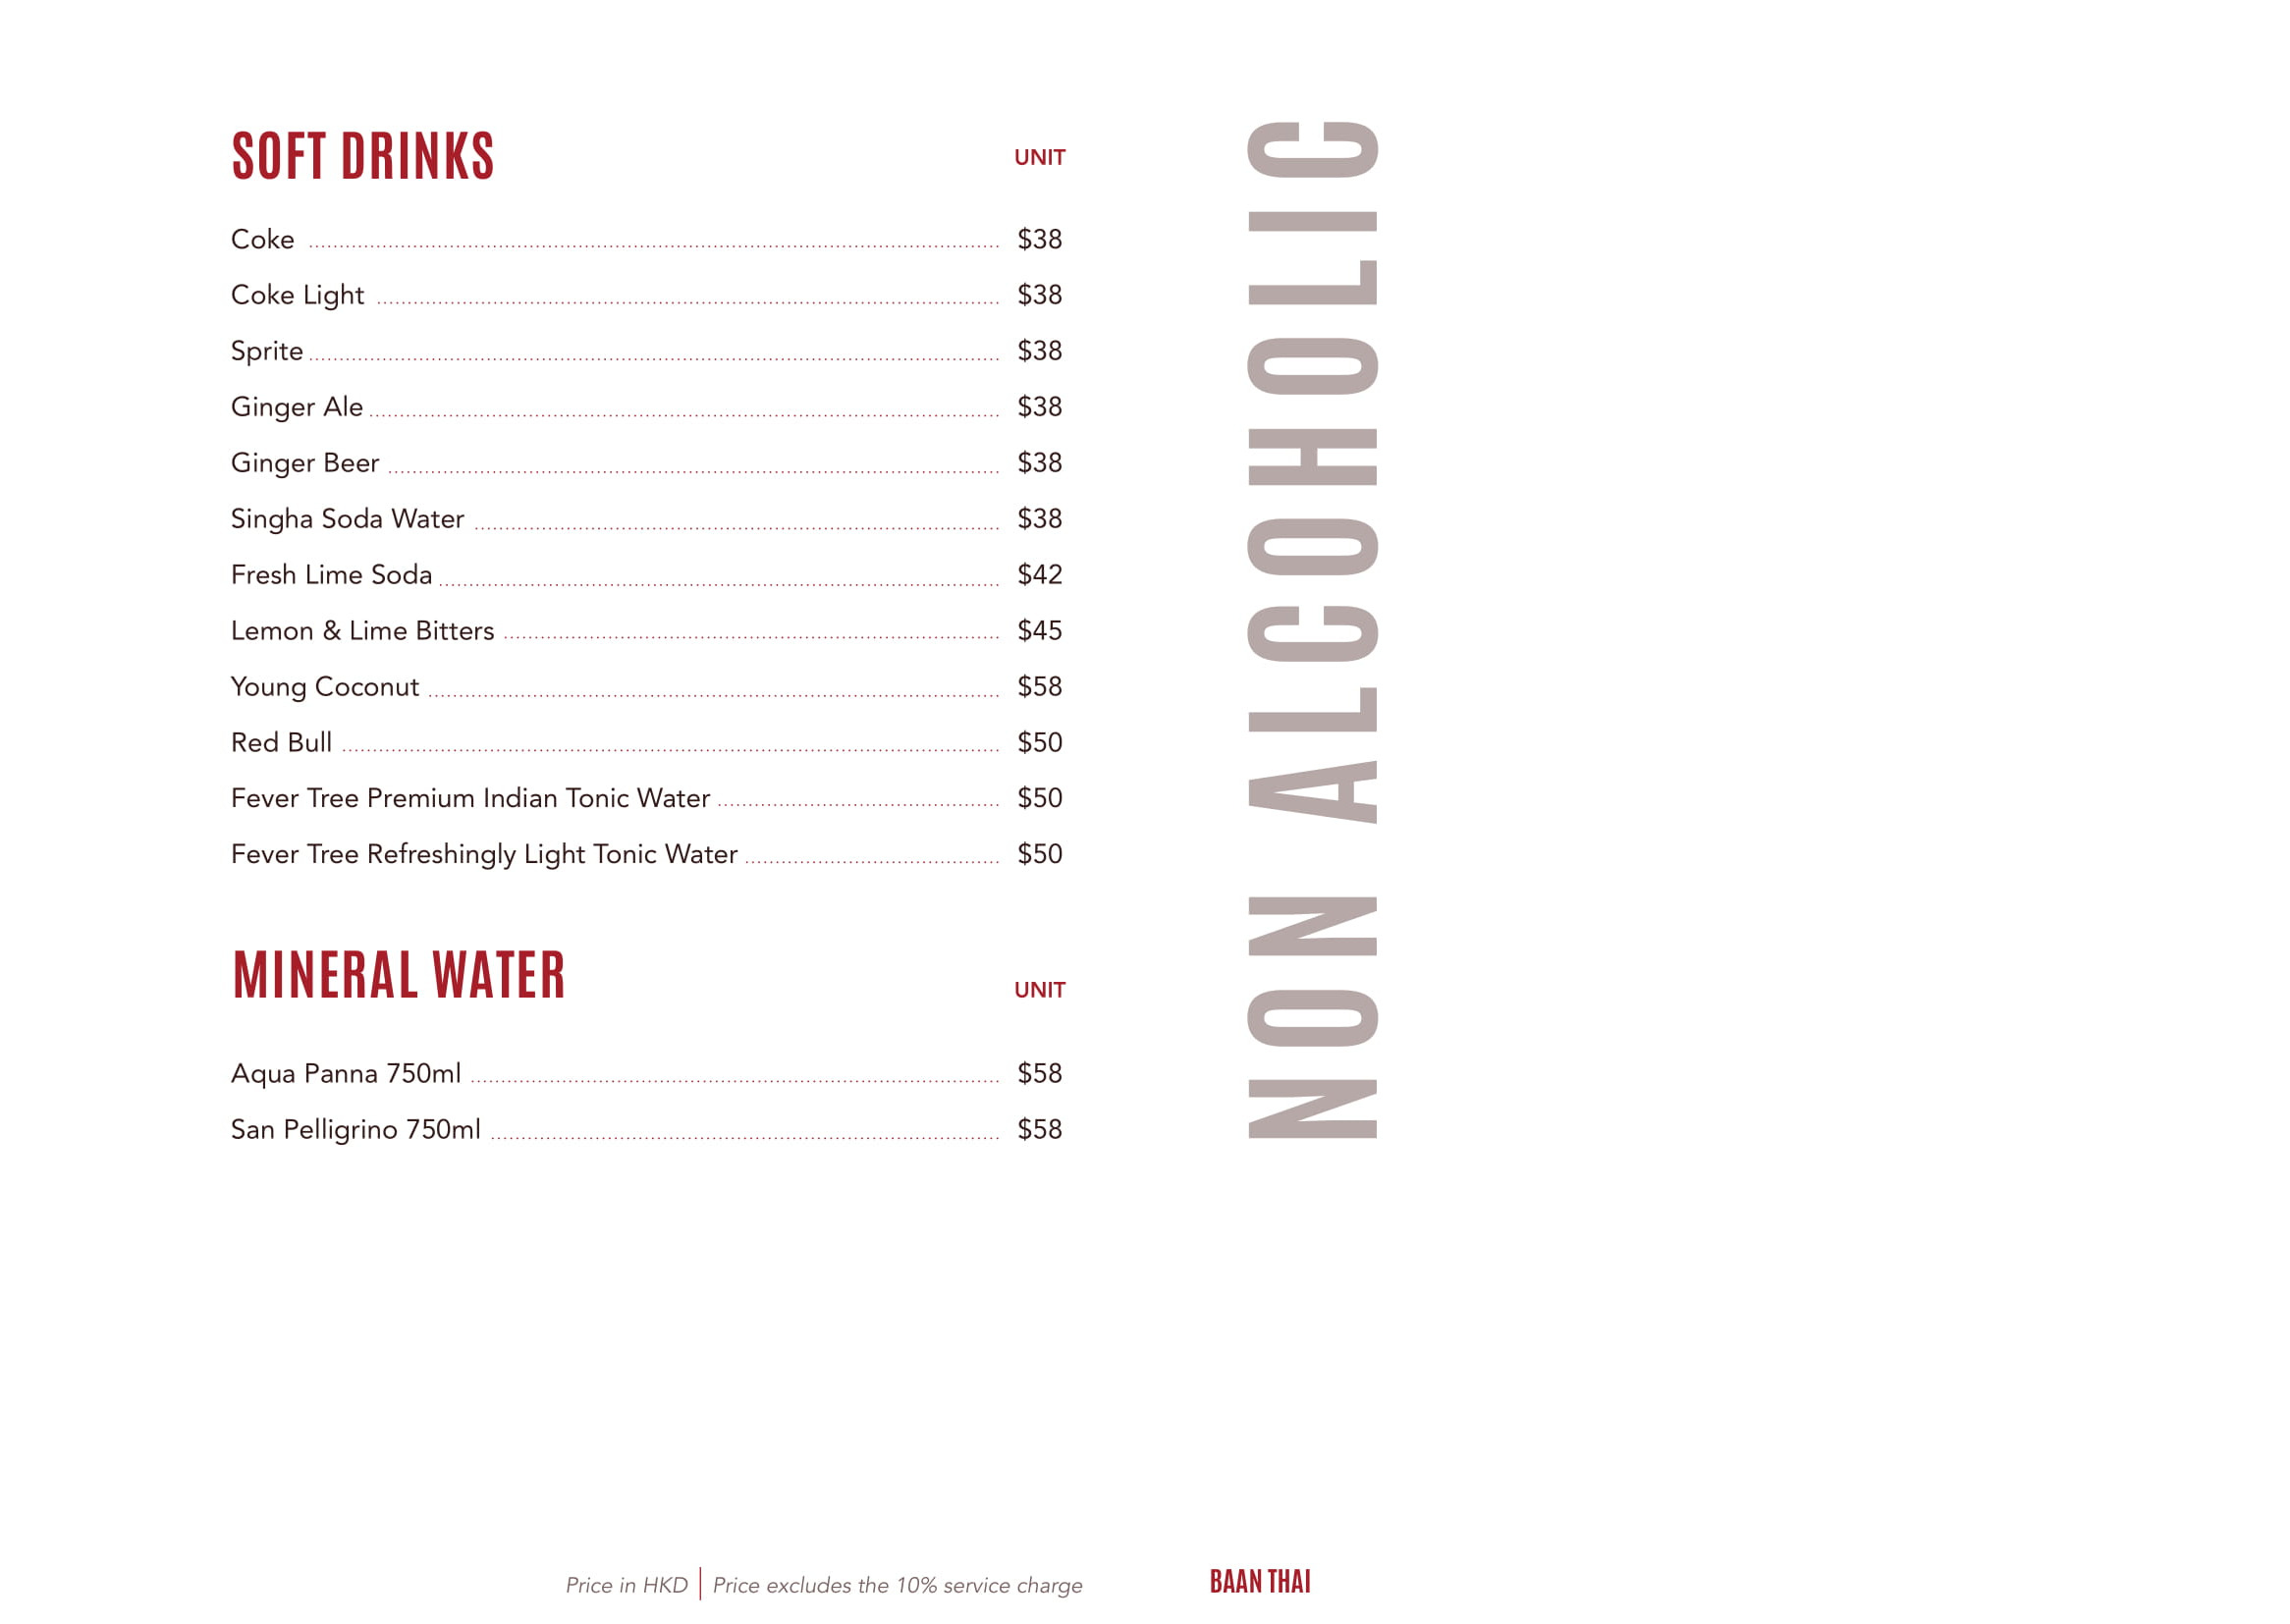 SOFT DRINKS UNIT
Coke $38
Coke Light $38
Sprite $38
Ginger Ale $38
Ginger Beer $38
Singha Soda Water $38
Fresh Lime Soda $42
Lemon & Lime Bitters $45
Young Coconut $58
Red Bull $50
Fever Tree Premium Indian Tonic Water $50
Fever Tree Refreshingly Light Tonic Water $50
MINERAL WATER UNIT
Aqua Panna 750ml $58
San Pelligrino 750ml $58
NON ALCOHOLIC
Price in HKD | Price excludes the 10% service charge
BAAN THAI